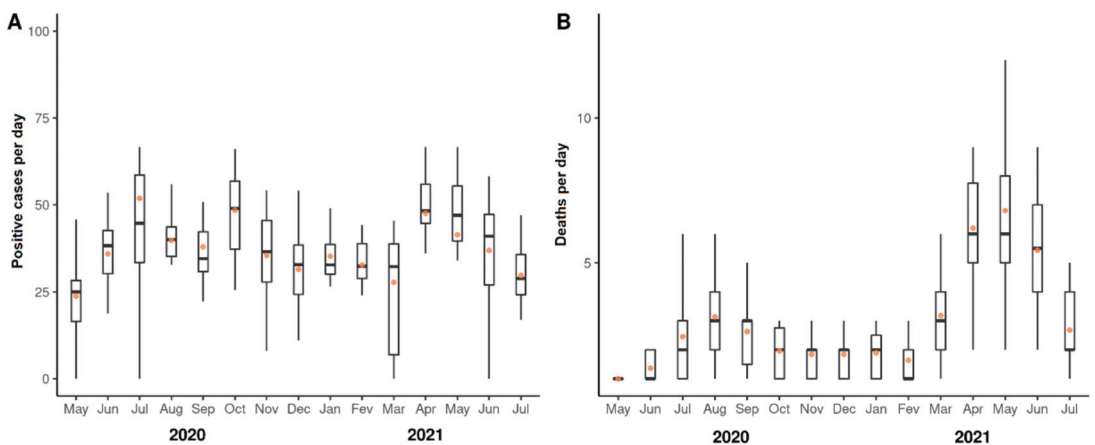 A
Positive cases per day
100
75
50
25
0
May Jun Jul Aug Sep Oct Nov Dec Jan Fev Mar Apr May Jun Jul
2020 2021
B
Deaths per day
10
5
May Jun Jul Aug Sep Oct Nov Dec Jan Fev Mar Apr May Jun Jul
2020 2021